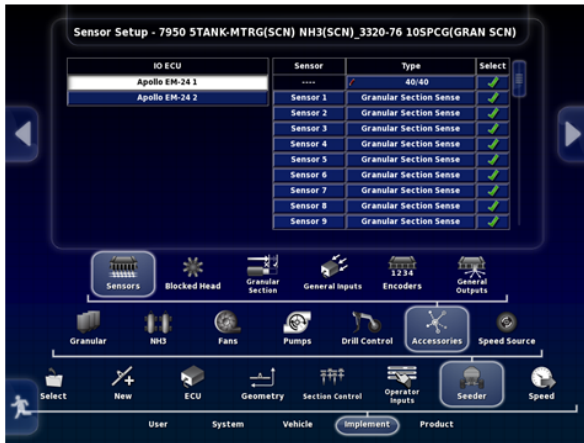 Sensor Setup - 7950 5TANK-MTRG(SCN) NH3(SCN)_3320-76 10SPCG(GRAN SCN)
IO ECU Sensor Type Select
Apollo EM-24 1 ---- 40/40
Apollo EM-24 2 Sensor 1 Granular Section Sense
Sensor 2 Granular Section Sense
Sensor 3 Granular Section Sense
Sensor 4 Granular Section Sense
Sensor 5 Granular Section Sense
Sensor 6 Granular Section Sense
Sensor 7 Granular Section Sense
Sensor 8 Granular Section Sense
Sensor 9 Granular Section Sense
1234
Sensors Blocked Head Granular Section General Inputs Encoders General Outputs
Granular NH3 Fans Pumps Drill Control Accessories Speed Source
Select New ECU Geometry Section Control Operator Inputs Seeder Speed
User System Vehicle Implement Product